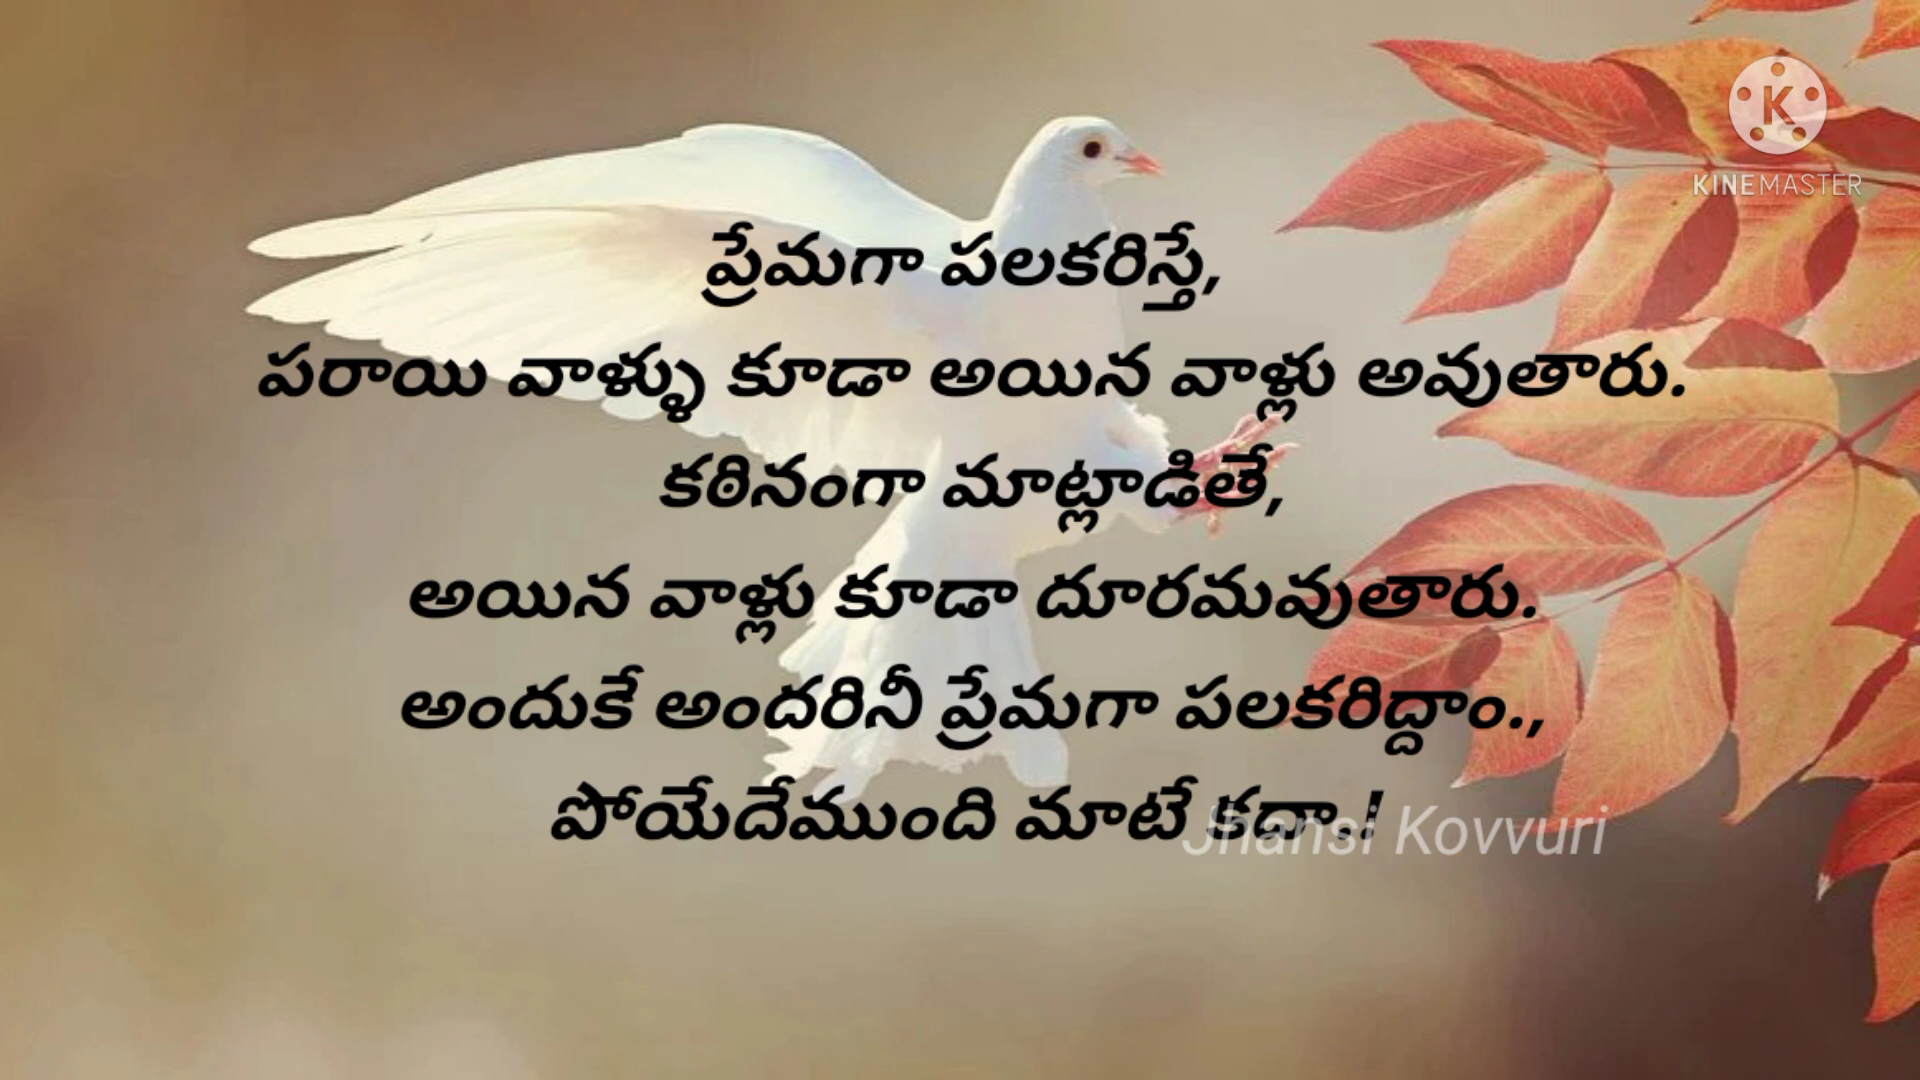 KINEMASTER
ప్రేమగా పలకరిస్తే,
పరాయి వాళ్ళు కూడా అయిన వాళ్లు అవుతారు.
కఠినంగా మాట్లాడితే,
అయిన వాళ్లు కూడా దూరమవుతారు.
అందుకే అందరినీ ప్రేమగా పలకరిద్దాం.,
పోయేదేముంది మాటే కదా.!
Jhansi Kovvuri